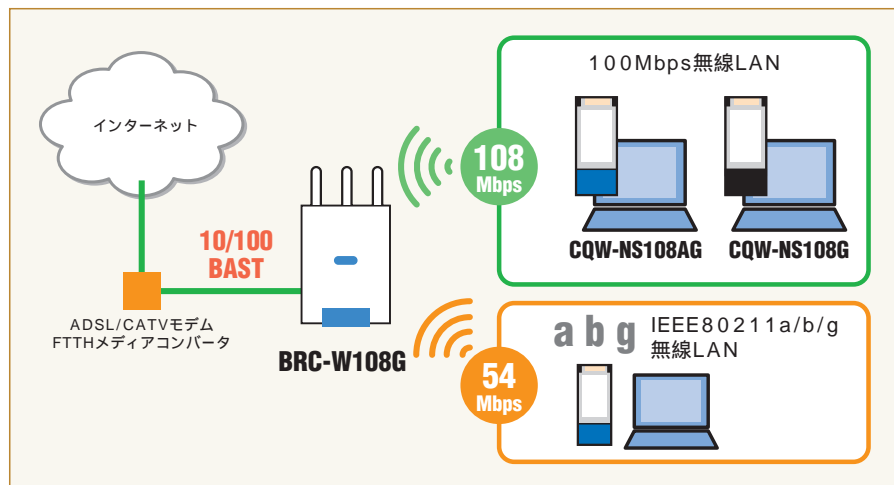 インターネット
10/100
BAST
ADSL/CATVモデム
FTTHメディアコンバータ
BRC-W108G
108
Mbps
100Mbps無線LAN
CQW-NS108AG
CQW-NS108G
54
Mbps
a b g
IEEE80211a/b/g
無線LAN